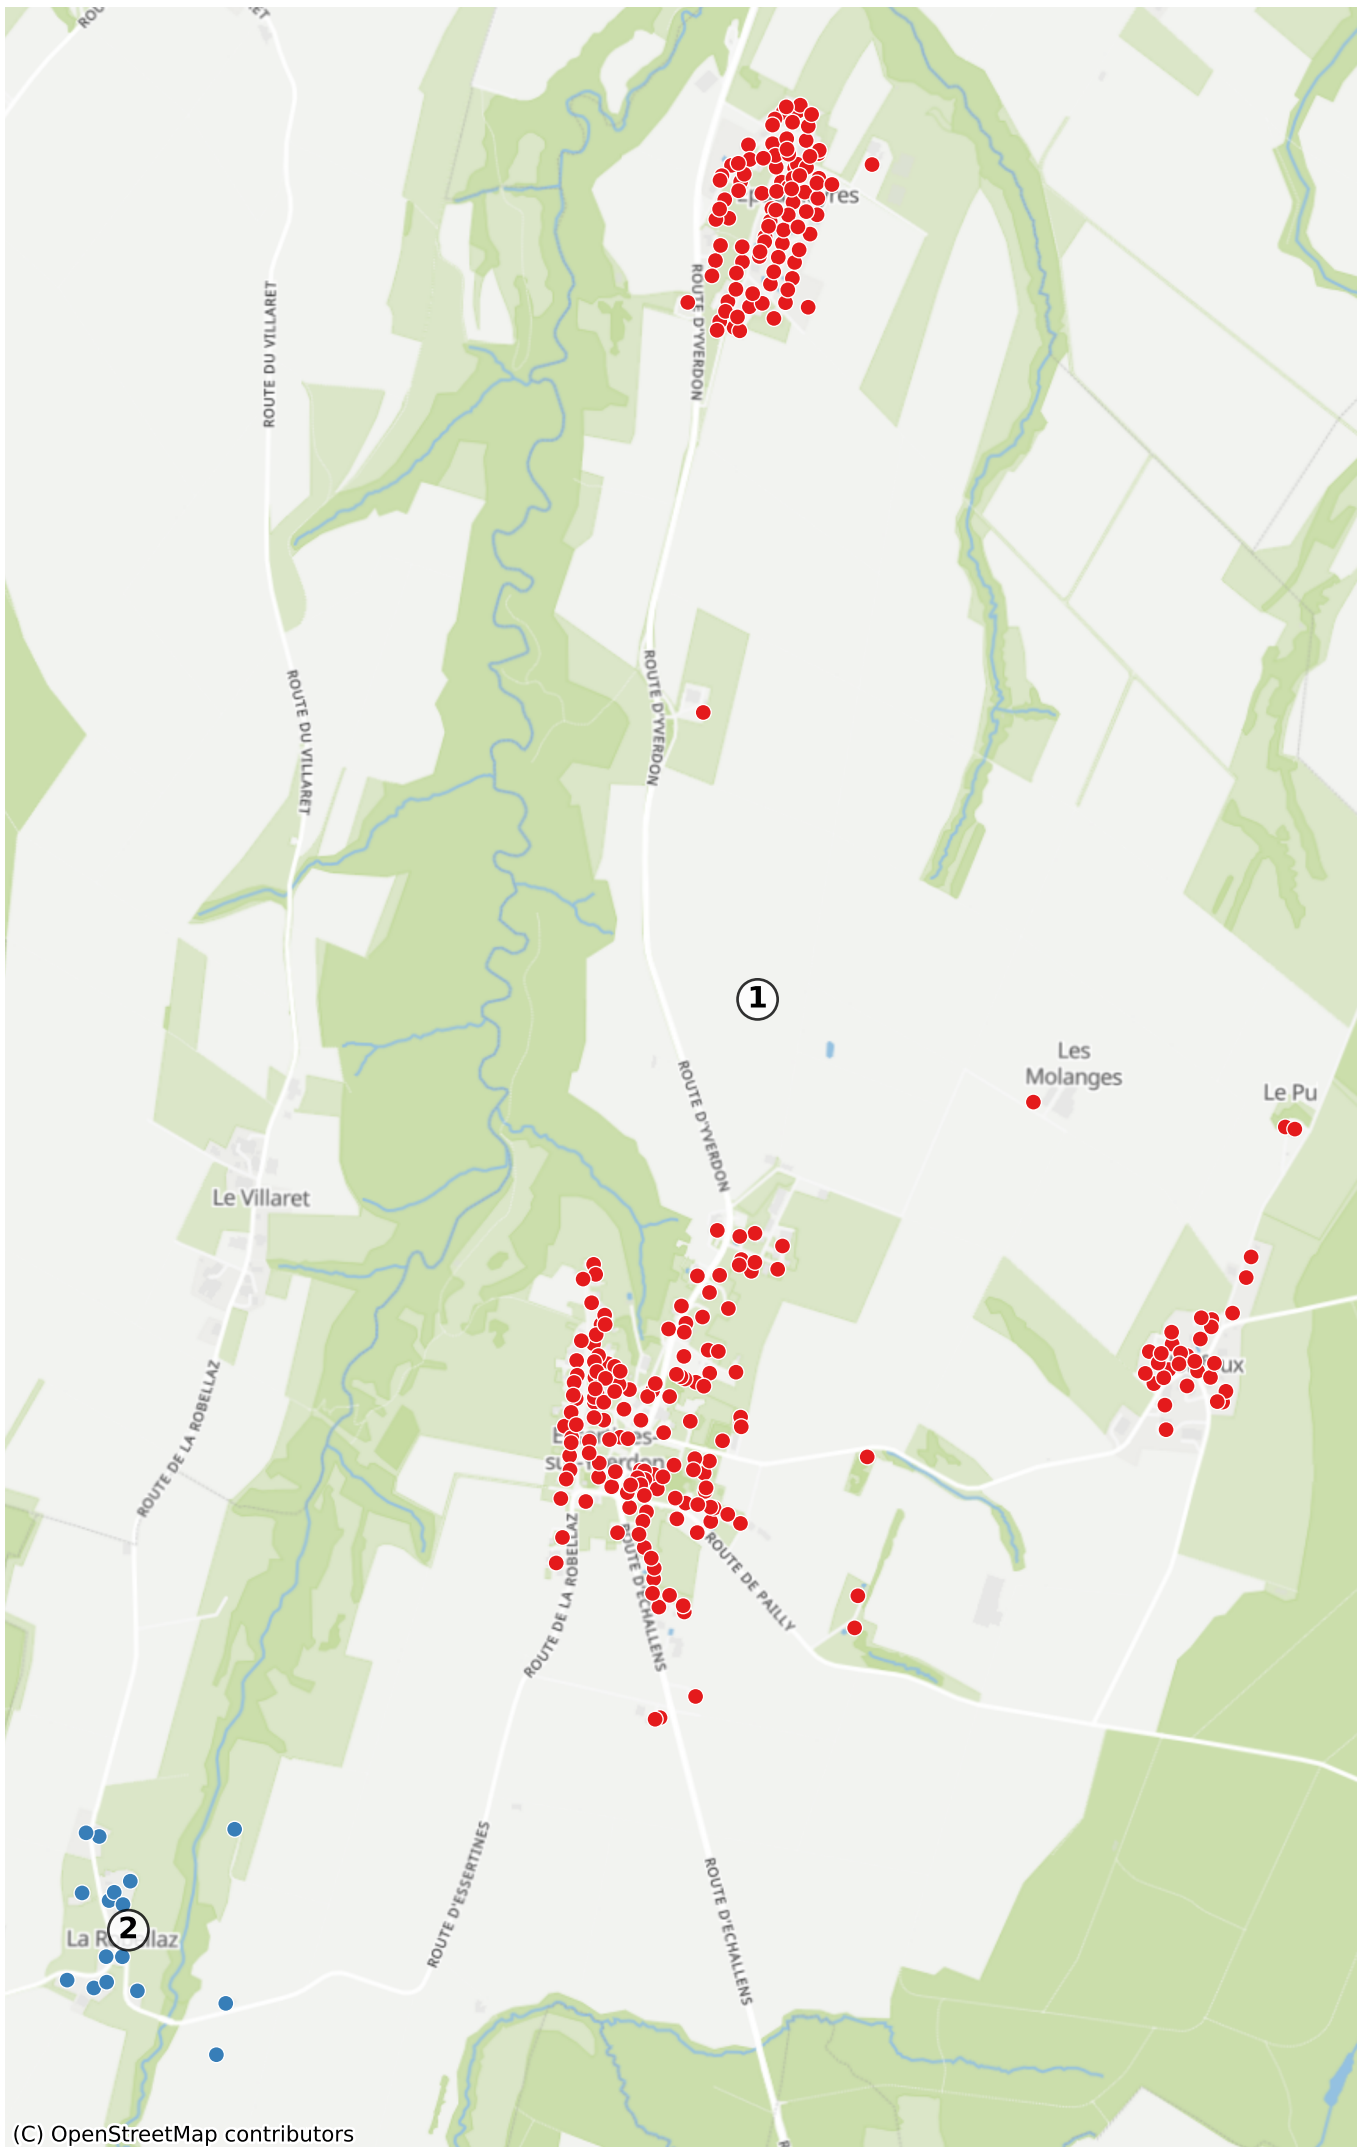 ROUTE D'YVERDON
ROUTE DU VILLARET
ROUTE D'YVERDON
ROUTE DU VILLARET
1
Les
Molanges
ROUTE D'YVERDON
Le Pu
Le Villaret
ROUTE DE LA ROBELLAZ
ROUTE DE LA ROBELLAZ
ROUTE D'ECHALLENS
ROUTE DE PAILLY
ROUTE D'ESSERTINES
ROUTE D'ECHALLENS
2
(C) OpenStreetMap contributors